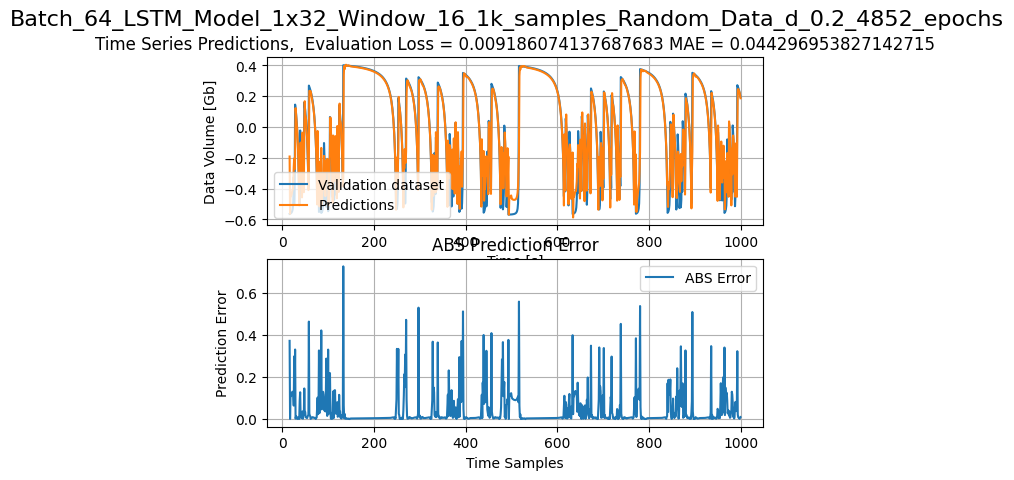 Batch_64_LSTM_Model_1x32_Window_16_1k_samples_Random_Data_d_0.2_4852_epochs
Time Series Predictions,  Evaluation Loss = 0.009186074137687683 MAE = 0.044296953827142715
Data Volume [Gb]
0.4
0.2
0.0
−0.2
−0.4
−0.6
Validation dataset
Predictions
0
200
400
600
800
1000
Time [s]
ABS Prediction Error
Prediction Error
0.6
0.4
0.2
0.0
ABS Error
0
200
400
600
800
1000
Time Samples